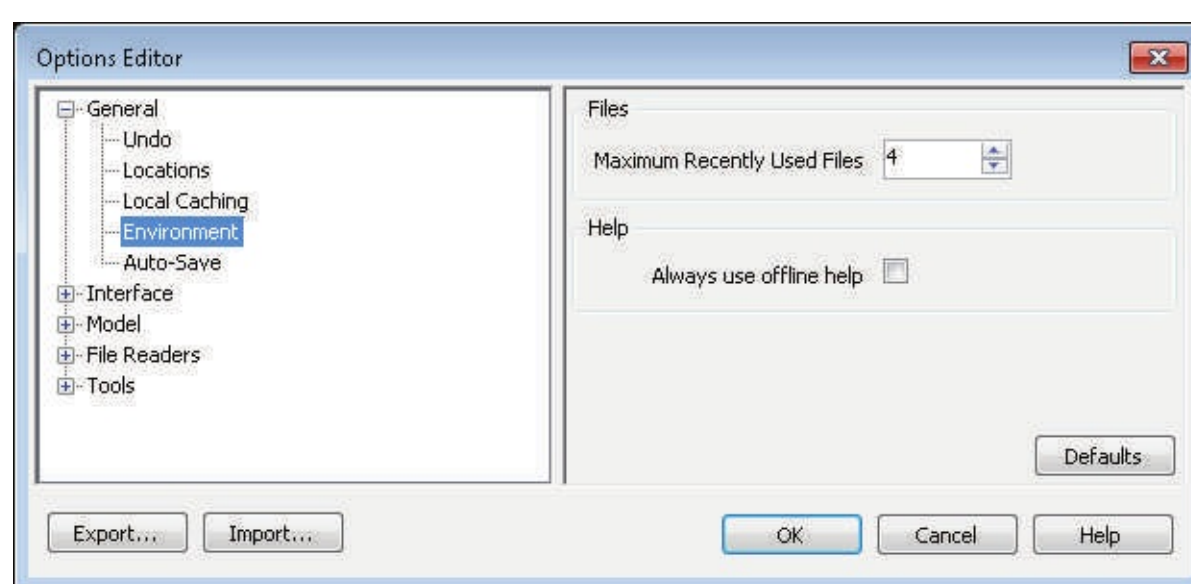 Options Editor
General
Undo
Locations
Local Caching
Environment
Auto-Save
Interface
Model
File Readers
Tools
Files
Maximum Recently Used Files 4
Help
Always use offline help
Defaults
Export... Import... OK Cancel Help